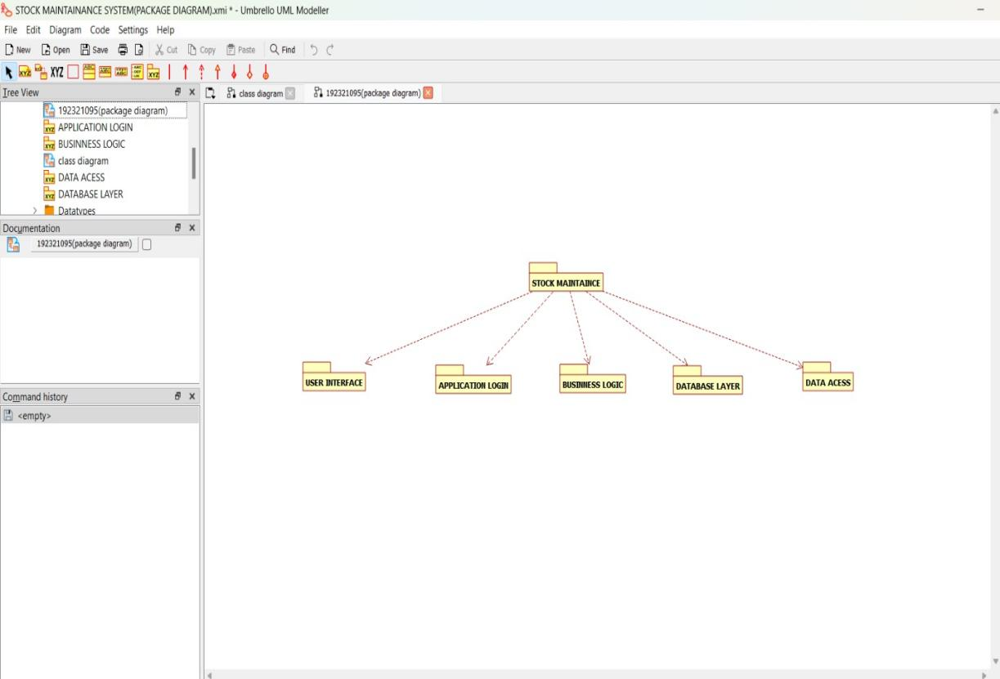 STOCK MAINTAINANCE SYSTEM(PACKAGE DIAGRAM).xmi * - Umbrello UML Modeller
File Edit Diagram Code Settings Help
New Open Save Cut Copy Paste Find
XYZ
Tree View
class diagram
192321095(package diagram)
192321095(package diagram)
APPLICATION LOGIN
BUSINNESS LOGIC
class diagram
DATA ACESS
DATABASE LAYER
Datatypes
Documentation
192321095(package diagram)
Command history
<empty>
STOCK MAINTAINCE
USER INTERFACE
APPLICATION LOGIN
BUSINNESS LOGIC
DATABASE LAYER
DATA ACESS